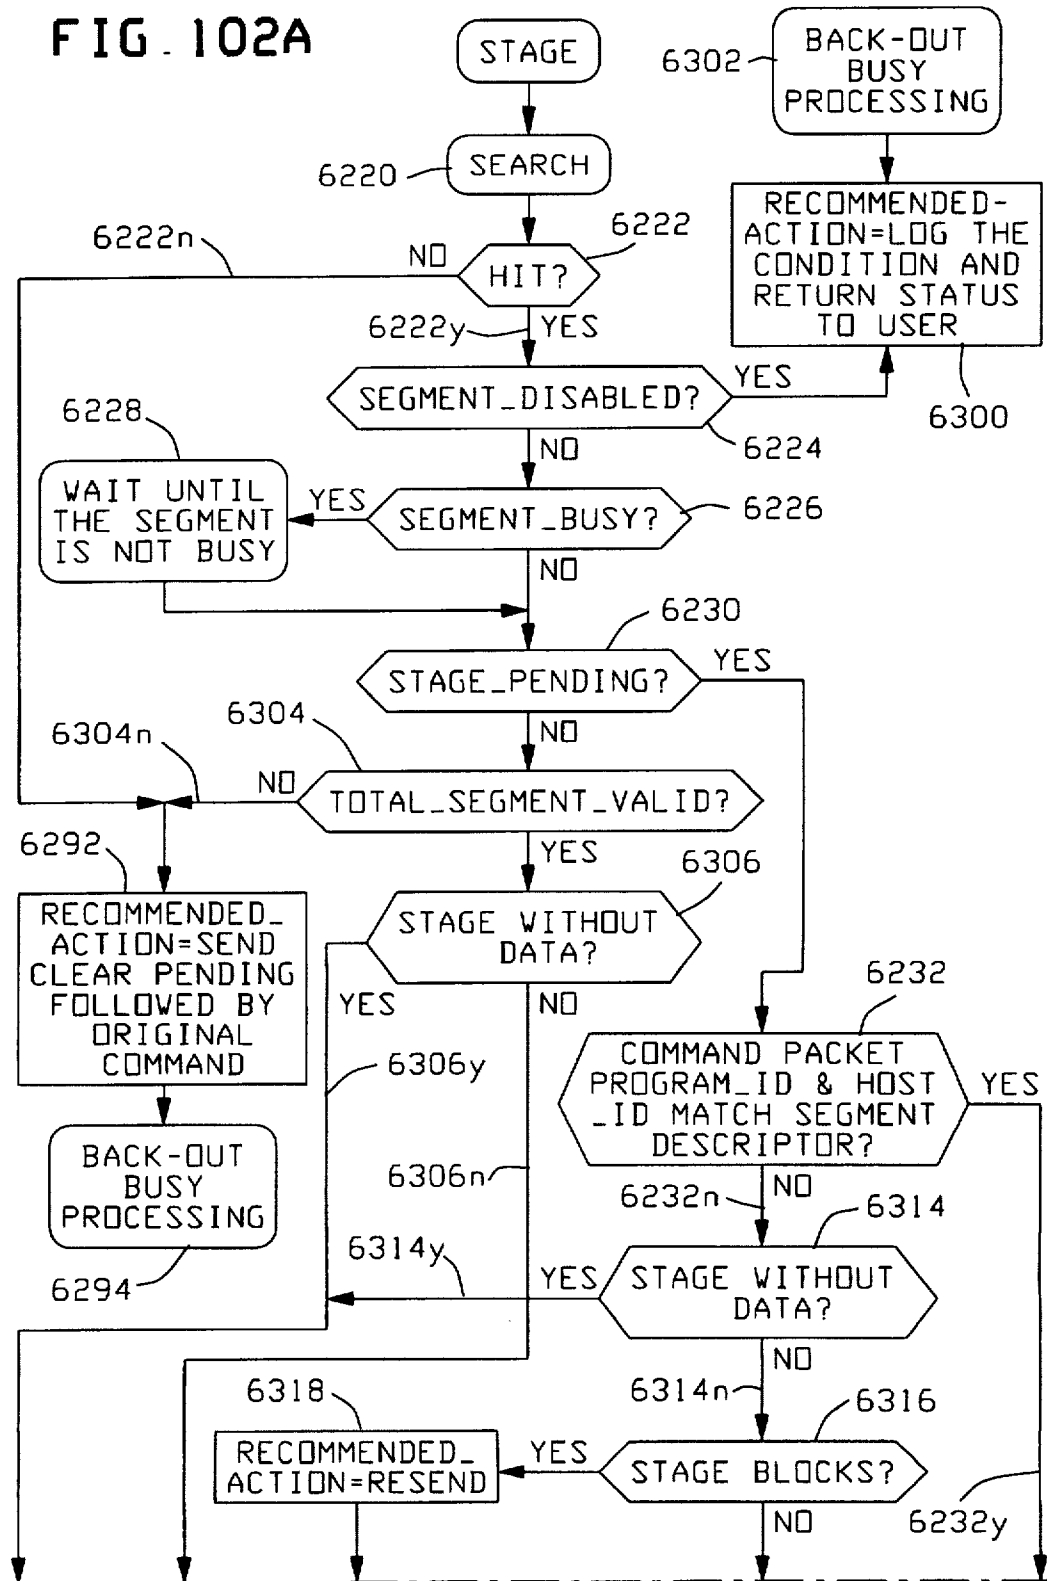 FIG. 102A
STAGE
6302
BACK-OUT
BUSY
PROCESSING
6220
SEARCH
RECOMMENDED-
ACTION=LOG THE
CONDITION AND
RETURN STATUS
TO USER
6222n
NO
6222
HIT?
6222y
YES
SEGMENT_DISABLED?
YES
6300
6228
NO
6224
WAIT UNTIL
THE SEGMENT
IS NOT BUSY
YES
SEGMENT_BUSY?
6226
NO
6230
STAGE_PENDING?
YES
6304
NO
6304n
NO
TOTAL_SEGMENT_VALID?
6292
YES
6306
RECOMMENDED_
ACTION=SEND
CLEAR PENDING
FOLLOWED BY
ORIGINAL
COMMAND
STAGE WITHOUT
DATA?
YES
NO
6232
6306y
COMMAND PACKET
PROGRAM_ID & HOST
_ID MATCH SEGMENT
DESCRIPTOR?
YES
BACK-OUT
BUSY
PROCESSING
6306n
6232n
NO
6314
6294
6314y
YES
STAGE WITHOUT
DATA?
NO
6318
6314n
6316
RECOMMENDED_
ACTION=RESEND
YES
STAGE BLOCKS?
NO
6232y